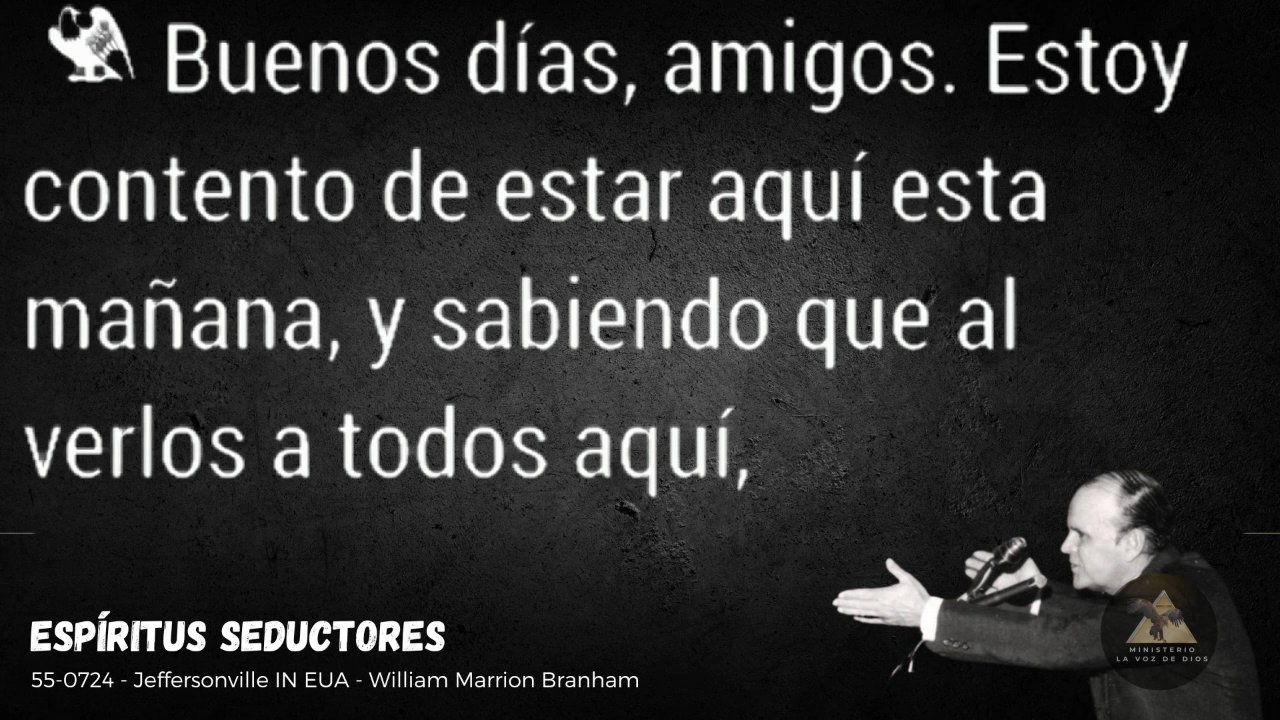 Buenos días, amigos. Estoy
contento de estar aquí esta
mañana, y sabiendo que al
verlos a todos aquí,
ESPÍRITUS SEDUCTORES
55-0724 - Jeffersonville IN EUA - William Marrion Branham
MINISTERIO
LA VOZ DE DIOS